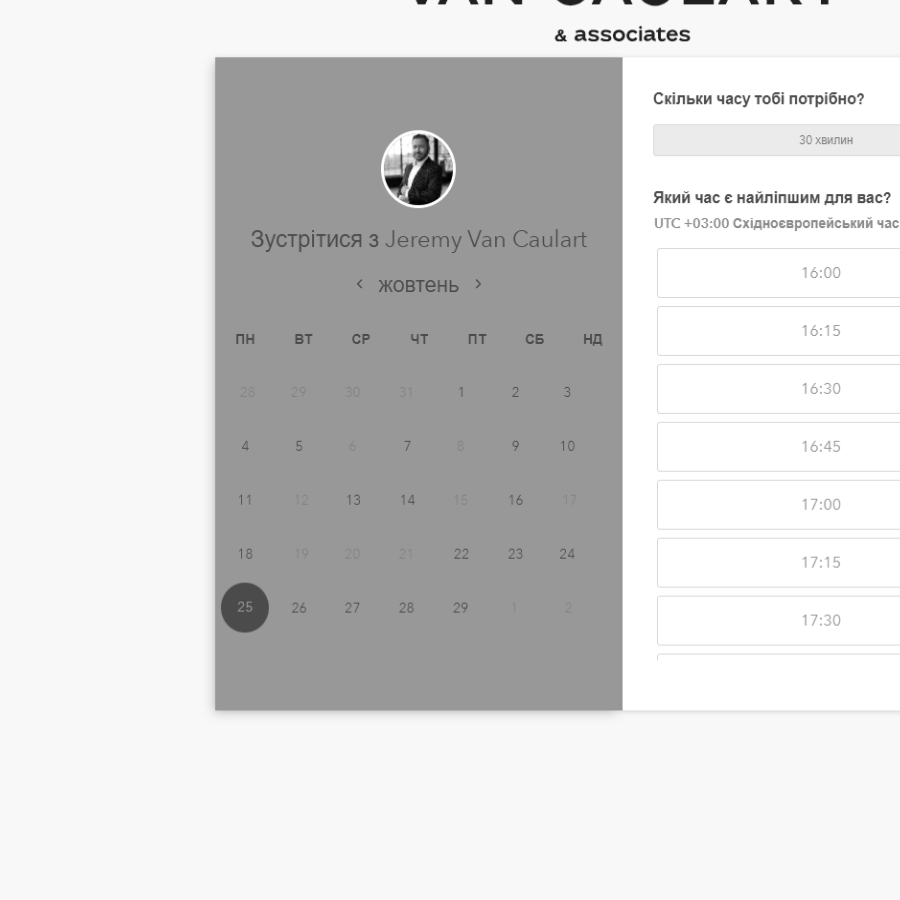 VAN CAULART
& associates
Зустрітися з Jeremy Van Caulart
‹ жовтень ›
ПН ВТ СР ЧТ ПТ СБ НД
28 29 30 31 1 2 3
4 5 6 7 8 9 10
11 12 13 14 15 16 17
18 19 20 21 22 23 24
25 26 27 28 29 1 2
Скільки часу тобі потрібно?
30 хвилин
Який час є найліпшим для вас?
UTC +03:00 Східноєвропейський час
16:00
16:15
16:30
16:45
17:00
17:15
17:30